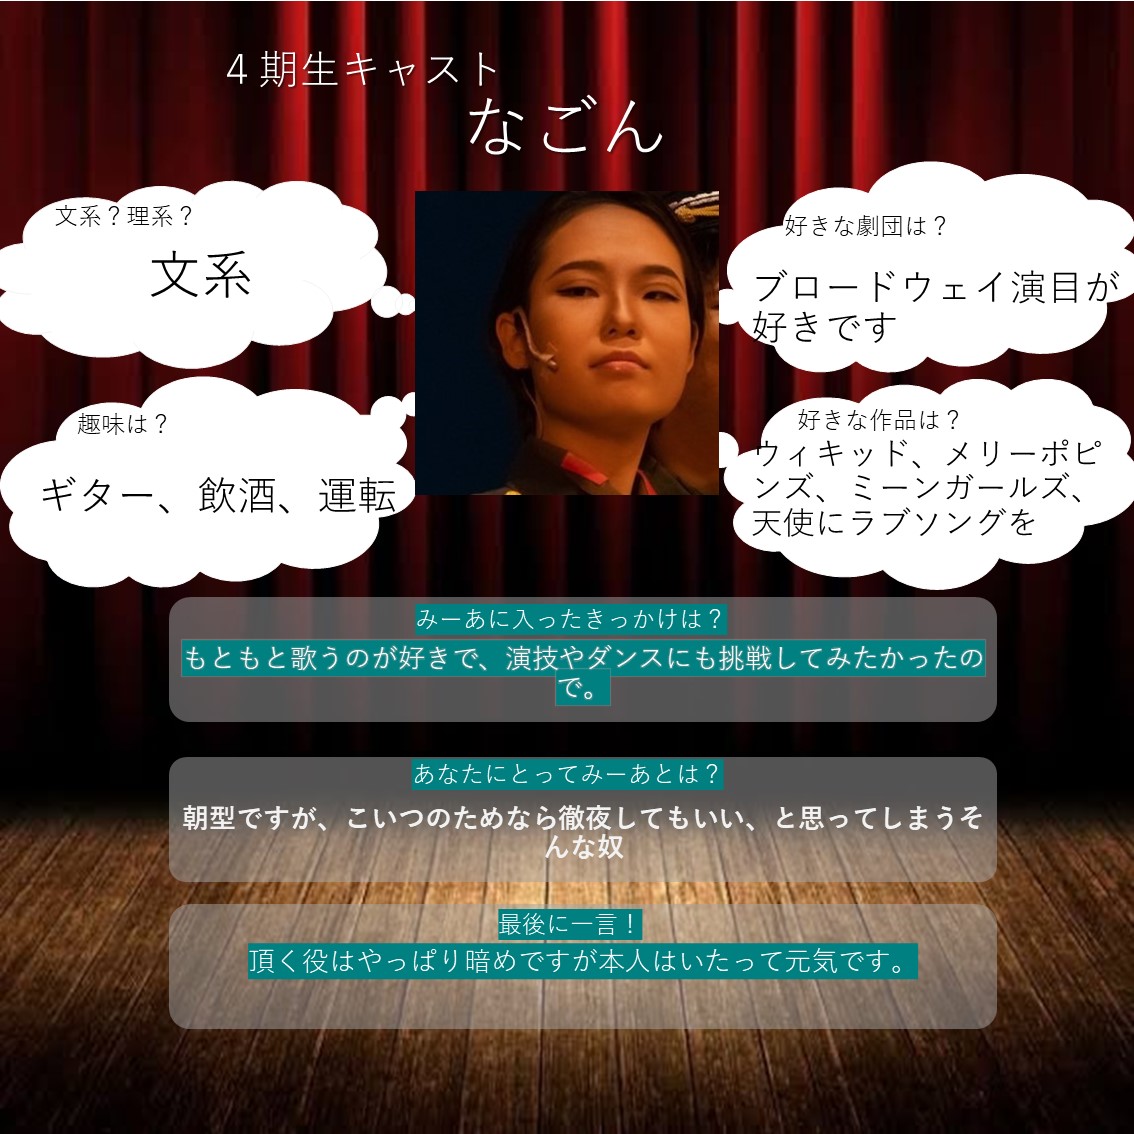 4期生キャスト
なごん
文系？理系？
文系
好きな劇団は？
ブロードウェイ演目が
好きです
趣味は？
ギター、飲酒、運転
好きな作品は？
ウィキッド、メリーポピ
ンズ、ミーンガールズ、
天使にラブソングを
みーあに入ったきっかけは？
もともと歌うのが好きで、演技やダンスにも挑戦してみたかったの
で。
あなたにとってみーあとは？
朝型ですが、こいつのためなら徹夜してもいい、と思ってしまうそ
んな奴
最後に一言！
頂く役はやっぱり暗めですが本人はいたって元気です。